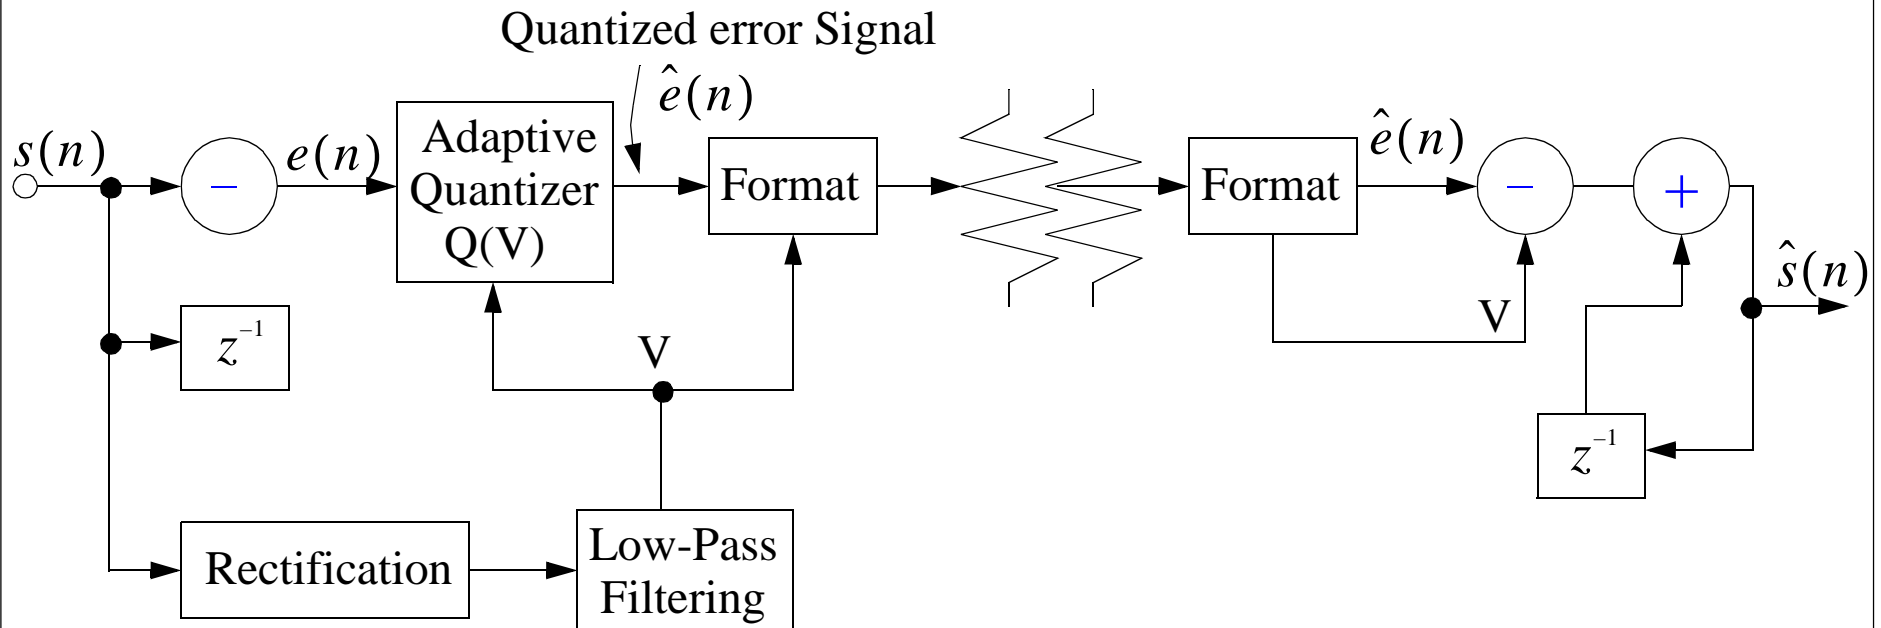 Quantized error Signal
ê(n)
s(n)
−
e(n)
Adaptive
Quantizer
Q(V)
Format
Format
ê(n)
−
+
ŝ(n)
z⁻¹
V
V
z⁻¹
Rectification
Low-Pass
Filtering